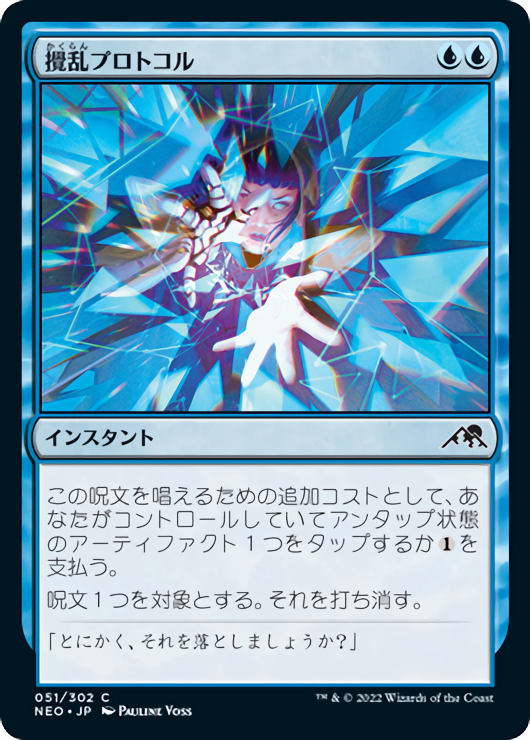 かくらん
攪乱プロトコル
インスタント
この呪文を唱えるための追加コストとして、あ
なたがコントロールしていてアンタップ状態
のアーティファクト１つをタップするか 1 を
支払う。
呪文１つを対象とする。それを打ち消す。
「とにかく、それを落としましょうか？」
051/302 C
NEO • JP Pauline Voss
™ & © 2022 Wizards of the Coast